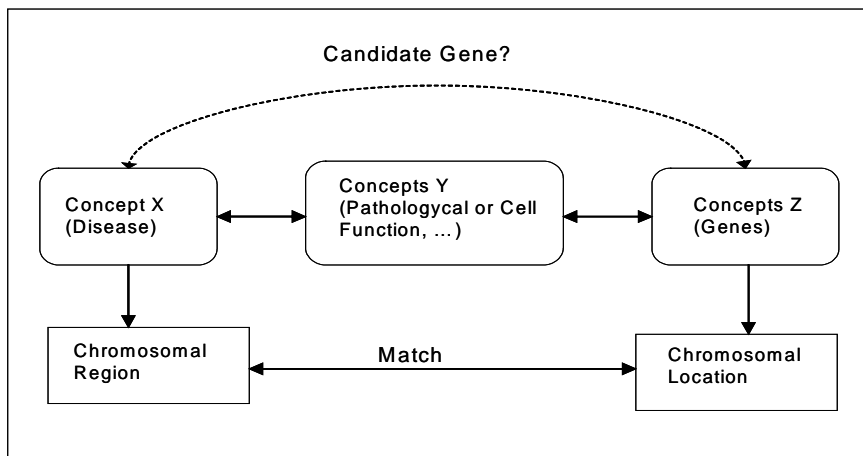 Candidate Gene?
Concept X
(Disease)
Concepts Y
(Pathologycal or Cell
Function, ...)
Concepts Z
(Genes)
Chromosomal
Region
Match
Chromosomal
Location